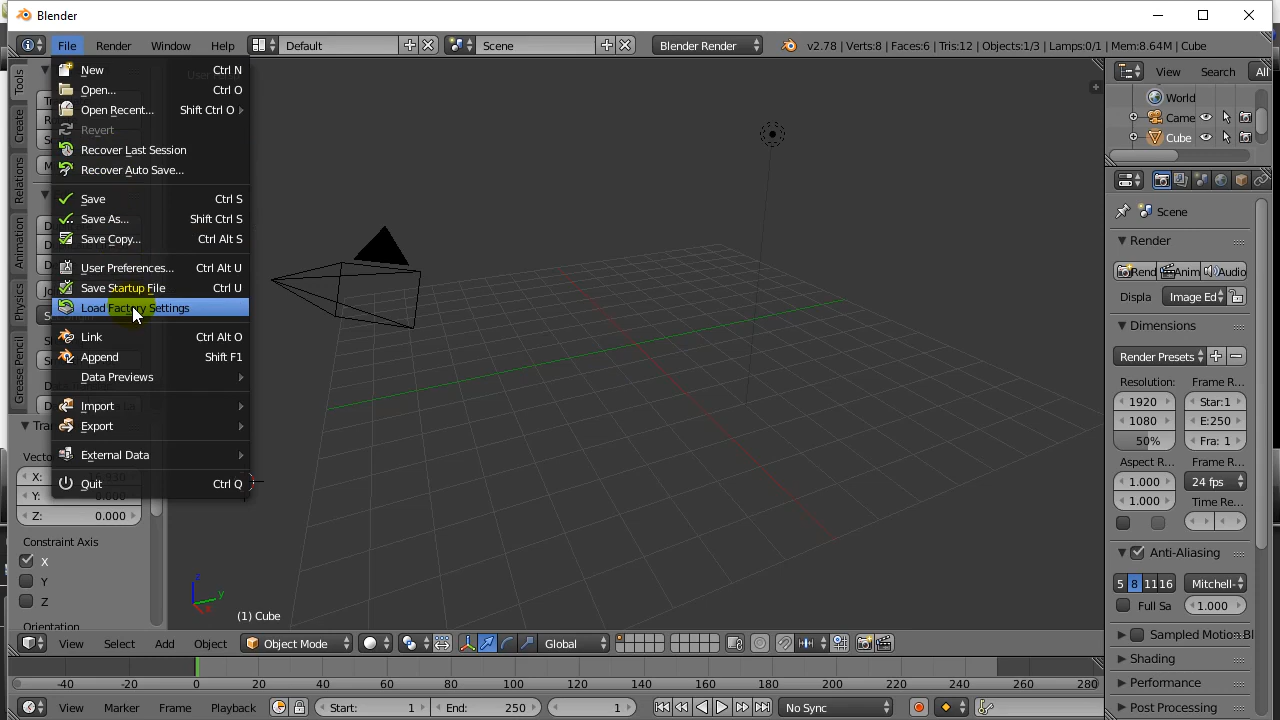 Blender
File Render Window Help Default Scene Blender Render v2.78 | Verts:8 | Faces:6 | Tris:12 | Objects:1/3 | Lamps:0/1 | Mem:8.64M | Cube
New Ctrl N
Open... Ctrl O
Open Recent... Shift Ctrl O
Revert
Recover Last Session
Recover Auto Save...
Save Ctrl S
Save As... Shift Ctrl S
Save Copy... Ctrl Alt S
User Preferences... Ctrl Alt U
Save Startup File Ctrl U
Load Factory Settings
Link Ctrl Alt O
Append Shift F1
Data Previews
Import
Export
External Data
Quit Ctrl Q
Tools
Create
Relations
Animation
Physics
Grease Pencil
Z: 0.000
Constraint Axis
X
Y
Z
Orientation
z
y
x
(1) Cube
View Search All
World
Came
Cube
Scene
Render
Rend Anim Audio
Displa Image Ed
Dimensions
Render Presets
Resolution: Frame R...
1920 Star:1
1080 E:250
50% Fra: 1
Aspect R... Frame R...
1.000 24 fps
1.000 Time Re...
Anti-Aliasing
5 8 11 16 Mitchell-
Full Sa 1.000
Sampled Motion Bl
Shading
Performance
Post Processing
View Select Add Object Object Mode Global
-40 -20 0 20 40 60 80 100 120 140 160 180 200 220 240 260 280
View Marker Frame Playback Start: 1 End: 250 1 No Sync